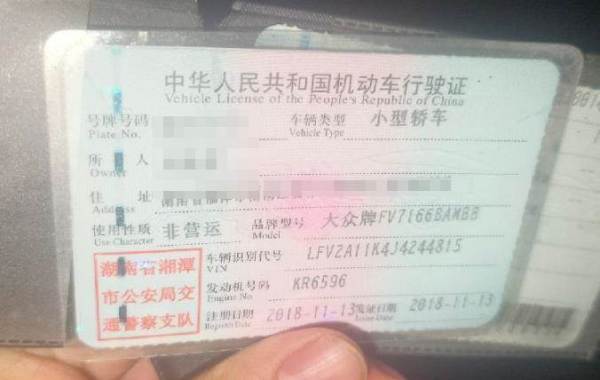 中华人民共和国机动车行驶证
Vehicle License of the People's Republic of China
号牌号码 车辆类型 小型轿车
Plate No. Vehicle Type
所 人
Owner
住 址
Address
使用性质 非营运 品牌型号 大众牌FV7166BAMBB
Use Character Model
湖南省湘潭 车辆识别代号 LFV2A11K4J4244815
VIN
市公安局交 发动机号码 KR6596
Engine No.
通警察支队 注册日期 2018-11-13 发证日期 2018-11-13
Register Date Issue Date